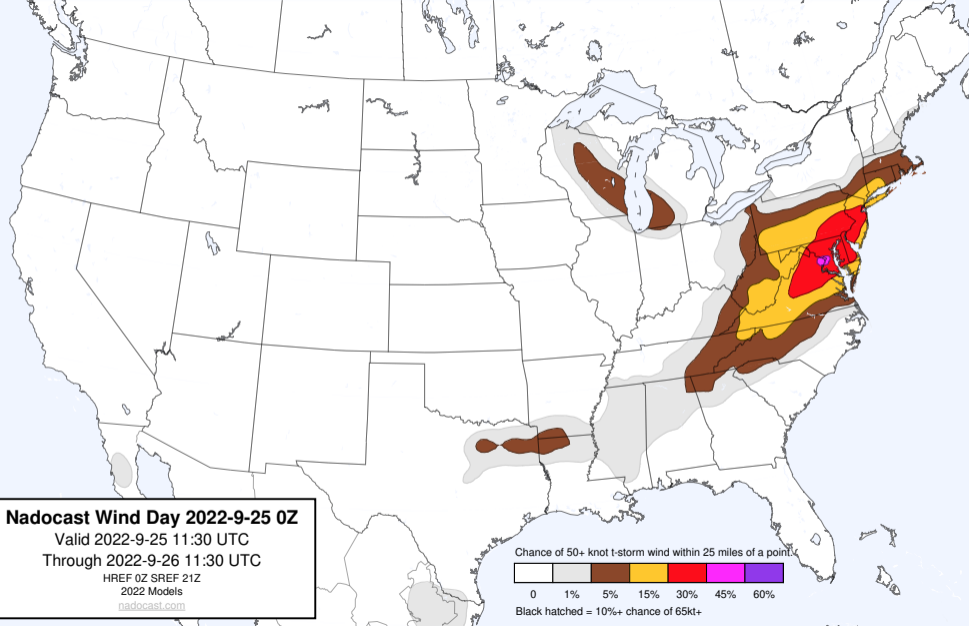 Nadocast Wind Day 2022-9-25 0Z
Valid 2022-9-25 11:30 UTC
Through 2022-9-26 11:30 UTC
HREF 0Z SREF 21Z
2022 Models
nadocast.com
Chance of 50+ knot t-storm wind within 25 miles of a point.
0 1% 5% 15% 30% 45% 60%
Black hatched = 10%+ chance of 65kt+